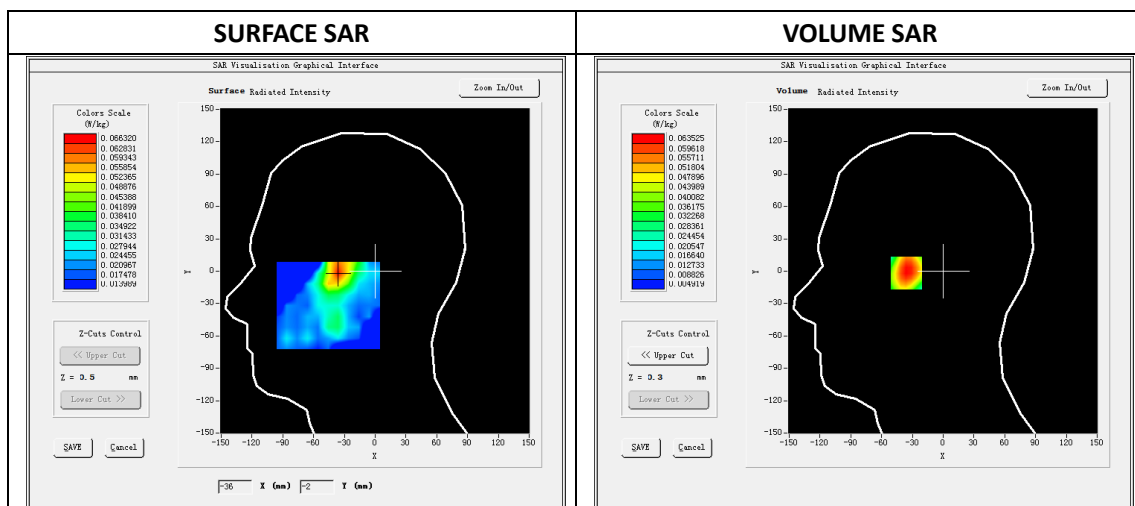 SURFACE SAR
VOLUME SAR
SAR Visualisation Graphical Interface
Surface Radiated Intensity
Zoom In/Out
Colors Scale
(W/kg)
0.066320
0.062831
0.059343
0.055854
0.052365
0.048876
0.045388
0.041899
0.038410
0.034922
0.031433
0.027944
0.024455
0.020967
0.017478
0.013989
Z-Cuts Control
<< Upper Cut
Z = 0.5 mm
Lower Cut >>
SAVE
Cancel
150
120
90
60
30
0
-30
-60
-90
-120
-150
Y
-150 -120 -90 -60 -30 0 30 60 90 120 150
X
-36 X (mm) -2 Y (mm)
SAR Visualisation Graphical Interface
Volume Radiated Intensity
Zoom In/Out
Colors Scale
(W/kg)
0.063525
0.059618
0.055711
0.051804
0.047896
0.043989
0.040082
0.036175
0.032268
0.028361
0.024454
0.020547
0.016640
0.012733
0.008826
0.004919
Z-Cuts Control
<< Upper Cut
Z = 0.3 mm
Lower Cut >>
SAVE
Cancel
150
120
90
60
30
0
-30
-60
-90
-120
-150
Y
-150 -120 -90 -60 -30 0 30 60 90 120 150
X